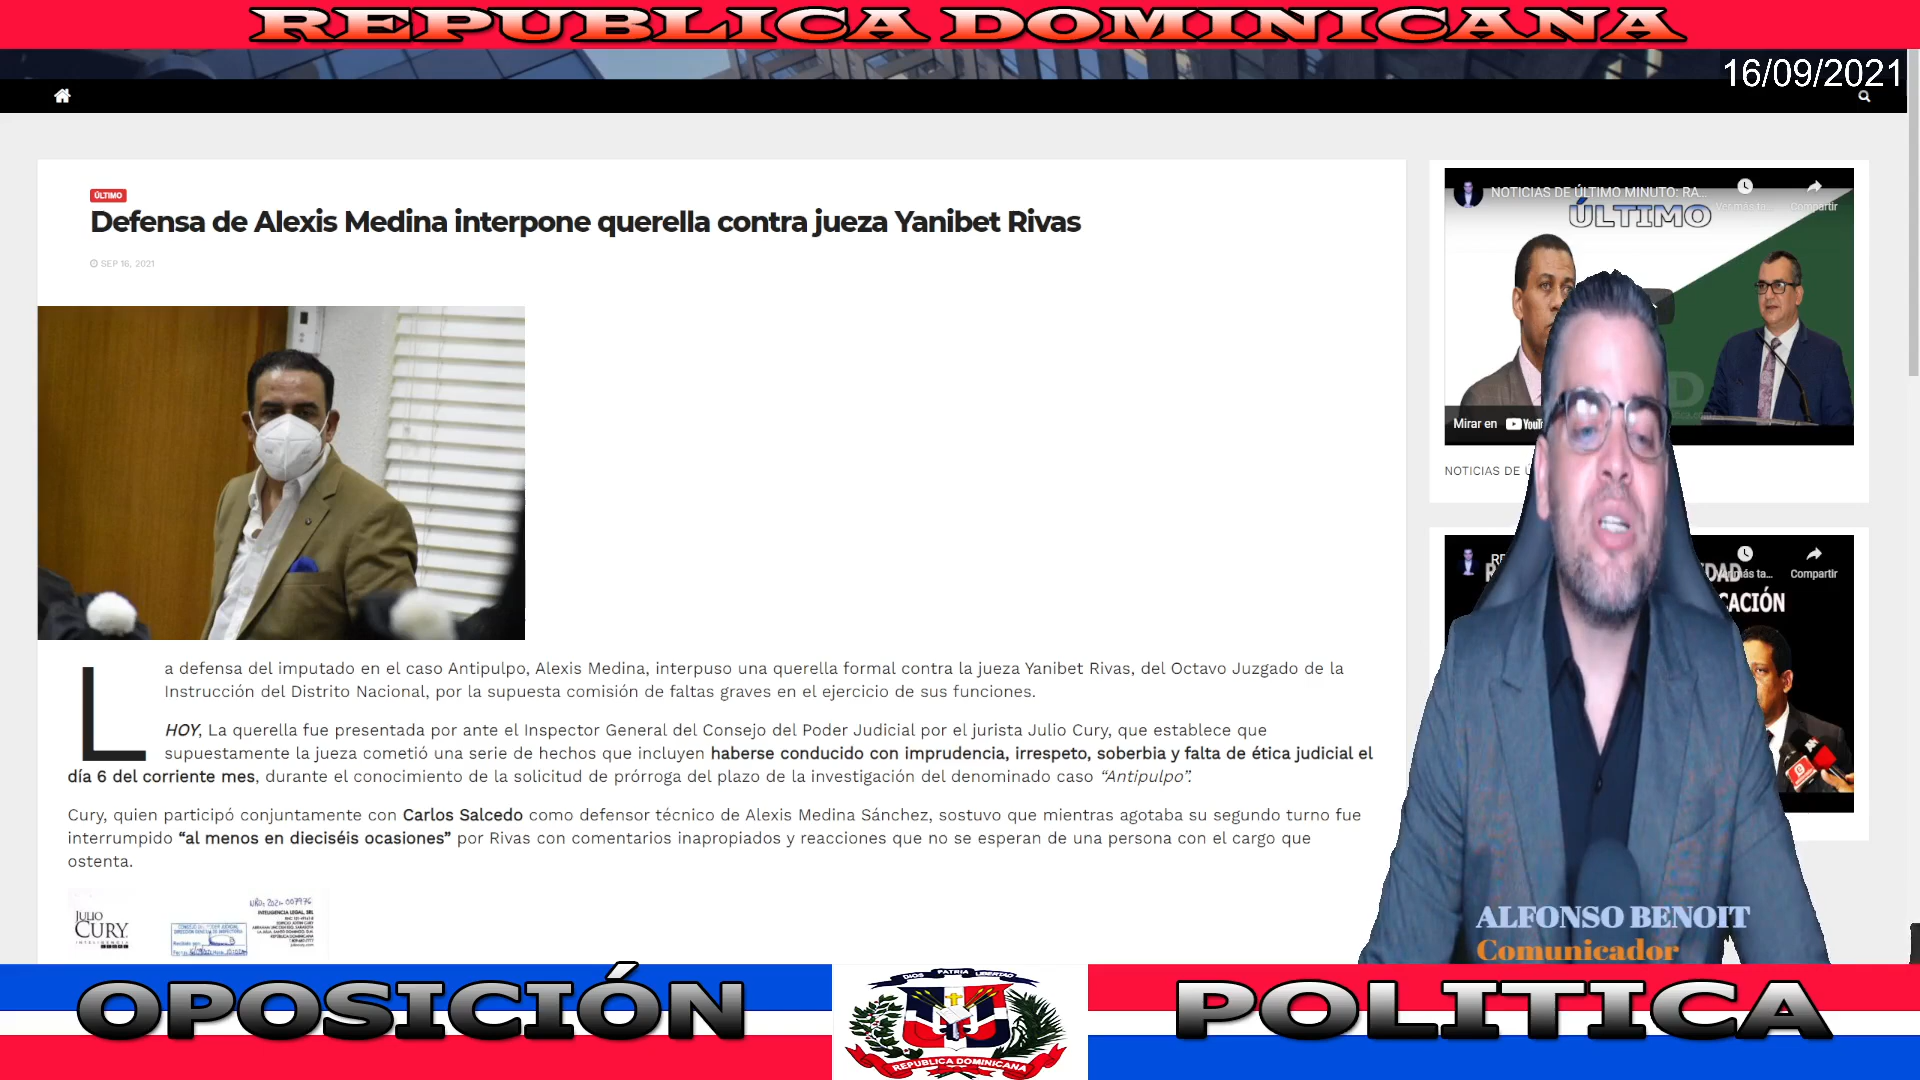 REPUBLICA DOMINICANA
16/09/2021
ÚLTIMO
Defensa de Alexis Medina interpone querella contra jueza Yanibet Rivas
SEP 16, 2021
La defensa del imputado en el caso Antipulpo, Alexis Medina, interpuso una querella formal contra la jueza Yanibet Rivas, del Octavo Juzgado de la
Instrucción del Distrito Nacional, por la supuesta comisión de faltas graves en el ejercicio de sus funciones.
HOY, La querella fue presentada por ante el Inspector General del Consejo del Poder Judicial por el jurista Julio Cury, que establece que
supuestamente la jueza cometió una serie de hechos que incluyen haberse conducido con imprudencia, irrespeto, soberbia y falta de ética judicial el
día 6 del corriente mes, durante el conocimiento de la solicitud de prórroga del plazo de la investigación del denominado caso “Antipulpo”.
Cury, quien participó conjuntamente con Carlos Salcedo como defensor técnico de Alexis Medina Sánchez, sostuvo que mientras agotaba su segundo turno fue
interrumpido “al menos en dieciséis ocasiones” por Rivas con comentarios inapropiados y reacciones que no se esperan de una persona con el cargo que
ostenta.
JULIO
CURY
INTELIGENCIA LEGAL, SRL
NOTICIAS DE ÚLTIMO MINUTO: RA...
Ver más ta...
Compartir
ÚLTIMO
Mirar en YouT
NOTICIAS DE
más ta...
Compartir
DAD
CACIÓN
ALFONSO BENOIT
Comunicador
OPOSICIÓN
DIOS PATRIA LIBERTAD
REPUBLICA DOMINICANA
POLITICA